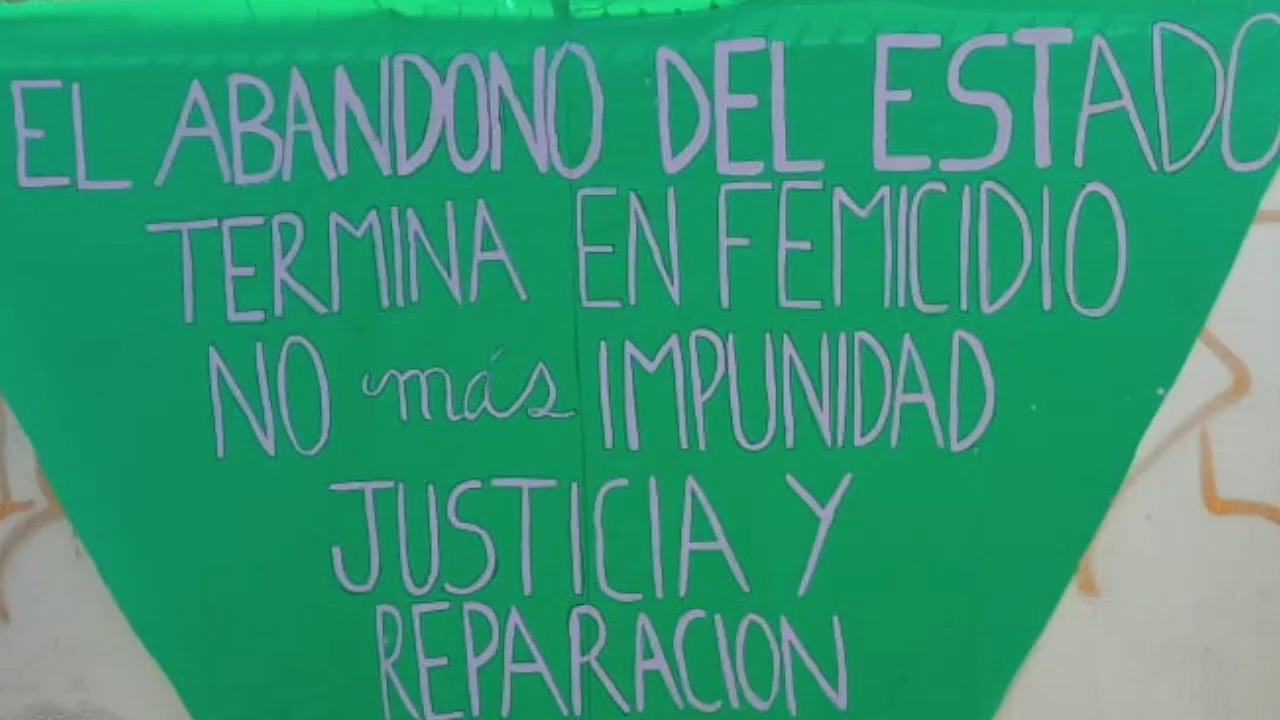 EL ABANDONO DEL ESTADO
TERMINA EN FEMICIDIO
NO más IMPUNIDAD
JUSTICIA Y
REPARACION